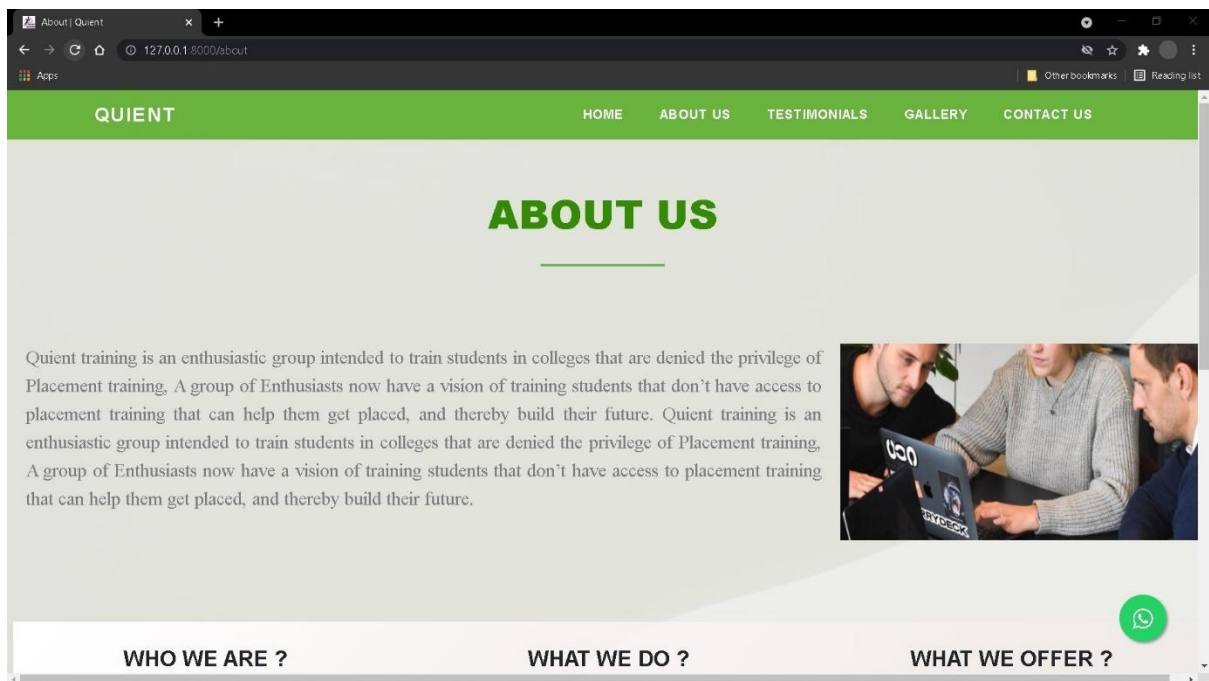 About | Quient
127.0.0.1:8000/about
Apps
Other bookmarks
Reading list
QUIENT
HOME
ABOUT US
TESTIMONIALS
GALLERY
CONTACT US
ABOUT US
Quient training is an enthusiastic group intended to train students in colleges that are denied the privilege of
Placement training, A group of Enthusiasts now have a vision of training students that don't have access to
placement training that can help them get placed, and thereby build their future. Quient training is an
enthusiastic group intended to train students in colleges that are denied the privilege of Placement training,
A group of Enthusiasts now have a vision of training students that don't have access to placement training
that can help them get placed, and thereby build their future.
WHO WE ARE ?
WHAT WE DO ?
WHAT WE OFFER ?